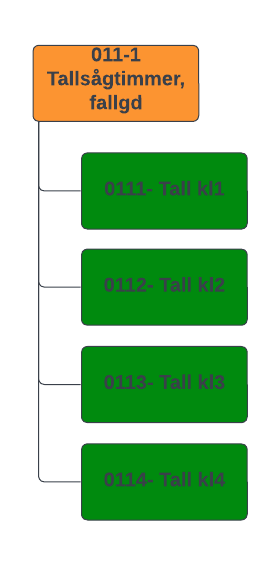 011-1
Tallsågtimmer,
fallgd
0111- Tall kl1
0112- Tall kl2
0113- Tall kl3
0114- Tall kl4